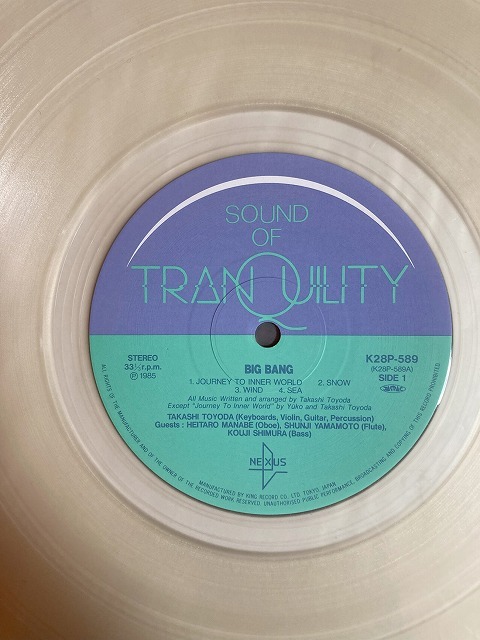 SOUND
OF
TRANQUILITY
STEREO
33⅓r.p.m.
Ⓟ1985
BIG BANG
K28P-589
(K28P-589A)
SIDE 1
1. JOURNEY TO INNER WORLD 2. SNOW
3. WIND 4. SEA
All Music Written and arranged by Takashi Toyoda
Except "Journey To Inner World" by Yuko and Takashi Toyoda
TAKASHI TOYODA (Keyboards, Violin, Guitar, Percussion)
Guests : HEITARO MANABE (Oboe), SHUNJI YAMAMOTO (Flute),
KOUJI SHIMURA (Bass)
NEXUS
MANUFACTURED BY KING RECORD CO., LTD. TOKYO, JAPAN
ALL RIGHTS OF THE MANUFACTURER AND OF THE OWNER OF THE RECORDED WORK RESERVED. UNAUTHORISED PUBLIC PERFORMANCE, BROADCASTING AND COPYING OF THIS RECORD PROHIBITED